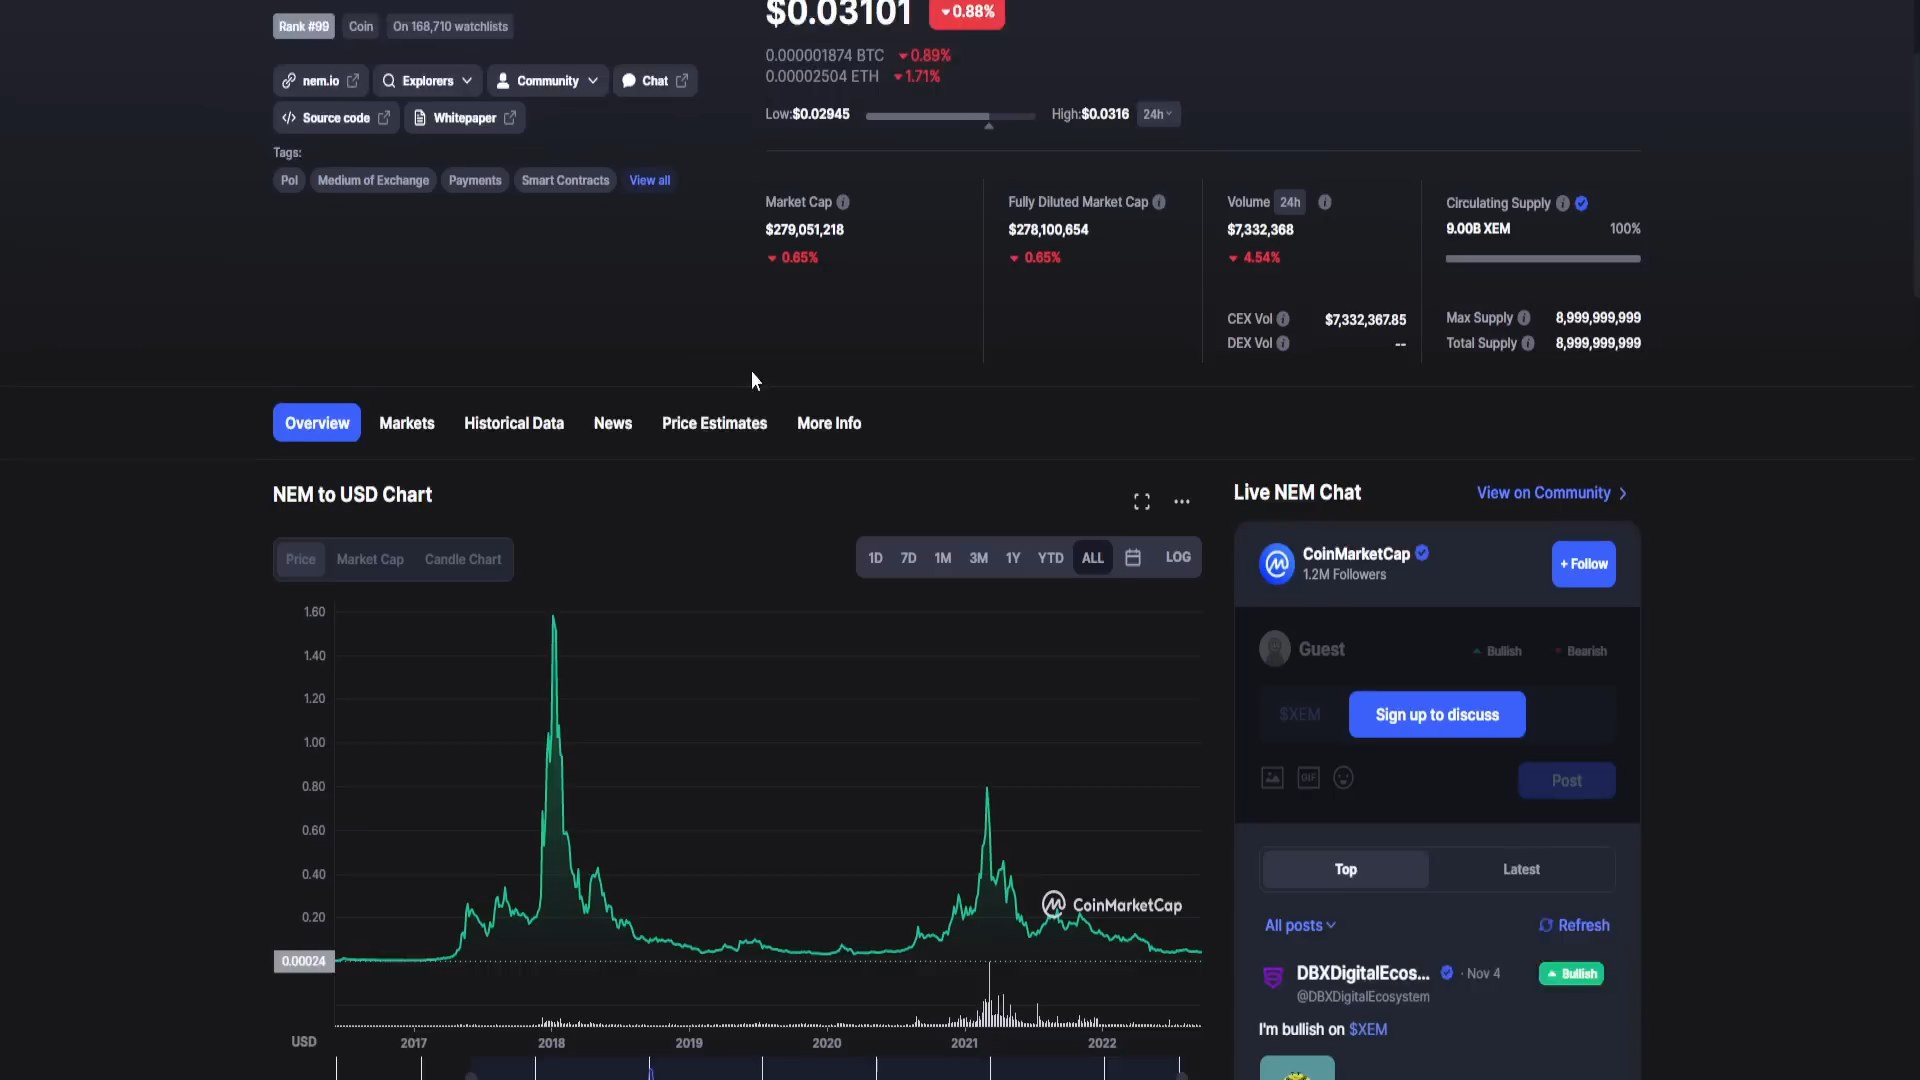 Rank #99 Coin On 168,710 watchlists
$0.03101 0.88%
0.000001874 BTC 0.89%
0.00002504 ETH 1.71%
nem.io Explorers Community Chat
Source code Whitepaper
Low:$0.02945 High:$0.0316 24h
Tags:
PoI Medium of Exchange Payments Smart Contracts View all
Market Cap
$279,051,218
0.65%
Fully Diluted Market Cap
$278,100,654
0.65%
Volume 24h
$7,332,368
4.54%
CEX Vol $7,332,367.85
DEX Vol --
Circulating Supply
9.00B XEM 100%
Max Supply 8,999,999,999
Total Supply 8,999,999,999
Overview Markets Historical Data News Price Estimates More Info
NEM to USD Chart
Price Market Cap Candle Chart
1D 7D 1M 3M 1Y YTD ALL LOG
1.60
1.40
1.20
1.00
0.80
0.60
0.40
0.20
0.00024
CoinMarketCap
USD 2017 2018 2019 2020 2021 2022
Live NEM Chat View on Community
CoinMarketCap
1.2M Followers
+ Follow
Guest Bullish Bearish
$XEM Sign up to discuss
GIF Post
Top Latest
All posts Refresh
DBXDigitalEcos... · Nov 4 Bullish
@DBXDigitalEcosystem
I'm bullish on $XEM